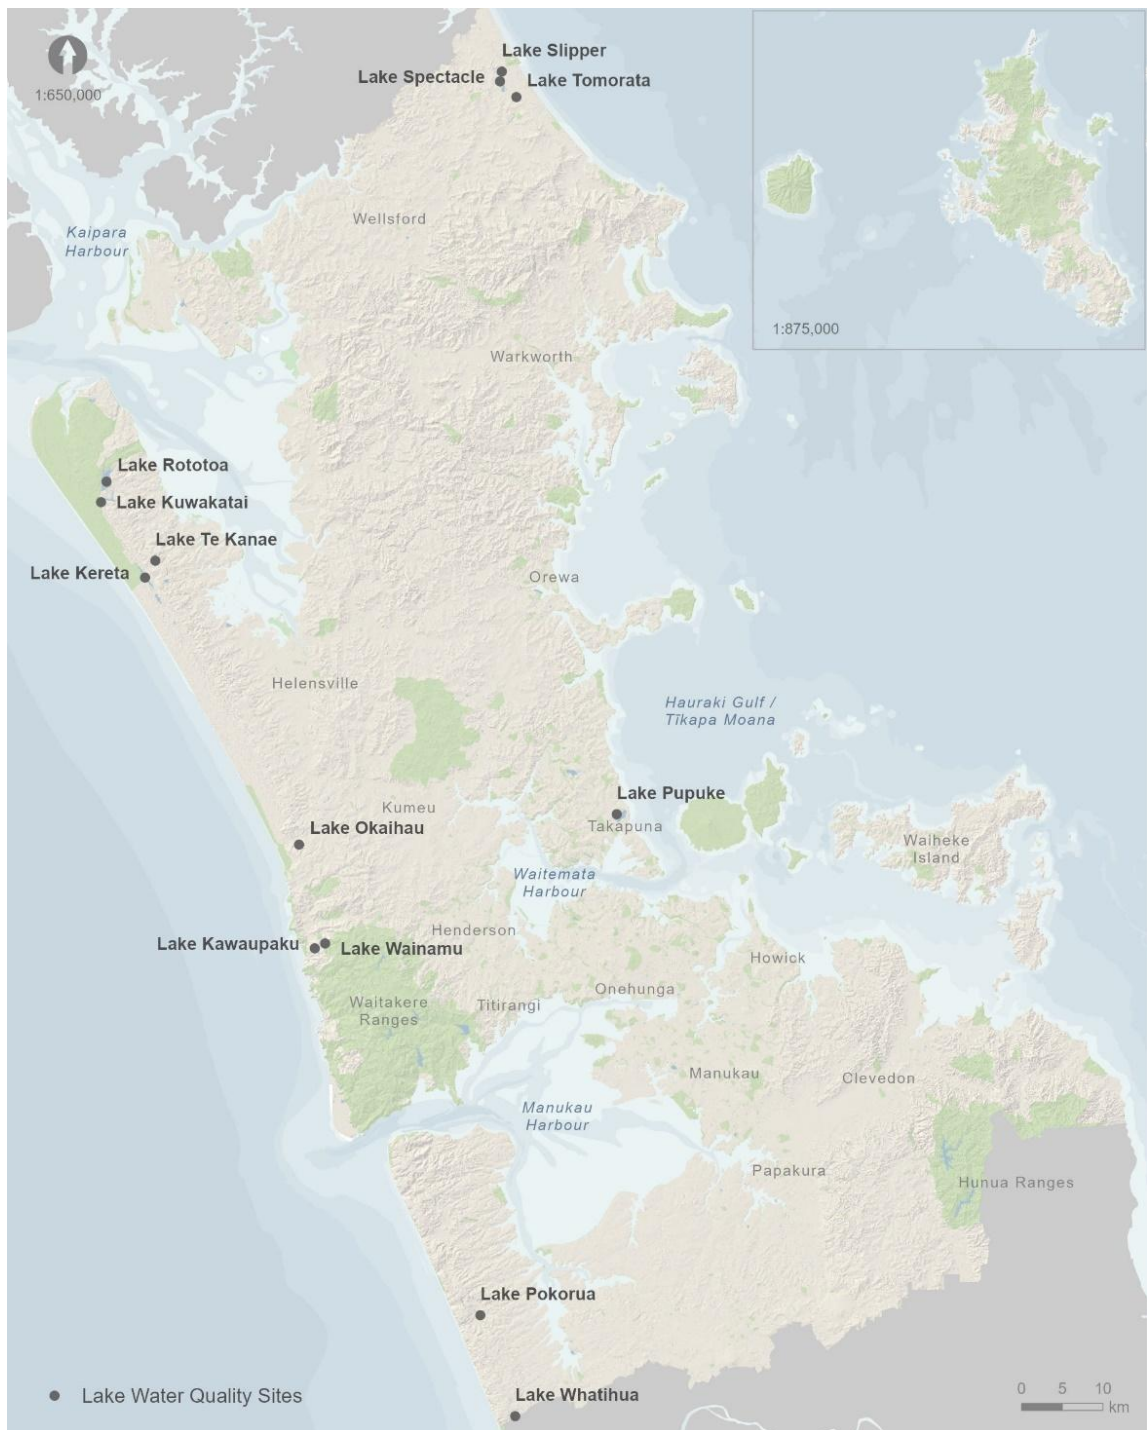 Lake Slipper
Lake Spectacle
Lake Tomorata
1:650,000
Wellsford
Kaipara
Harbour
1:875,000
Warkworth
Lake Rototoa
Lake Kuwakatai
Lake Te Kanae
Lake Kereta
Orewa
Helensville
Hauraki Gulf /
Tīkapa Moana
Lake Pupuke
Kumeu
Takapuna
Lake Okaihau
Waiheke
Island
Waitemata
Harbour
Henderson
Lake Kawaupaku
Lake Wainamu
Howick
Onehunga
Waitakere
Ranges
Titirangi
Manukau
Clevedon
Manukau
Harbour
Papakura
Hunua Ranges
Lake Pokorua
Lake Water Quality Sites
Lake Whatihua
0 5 10
km